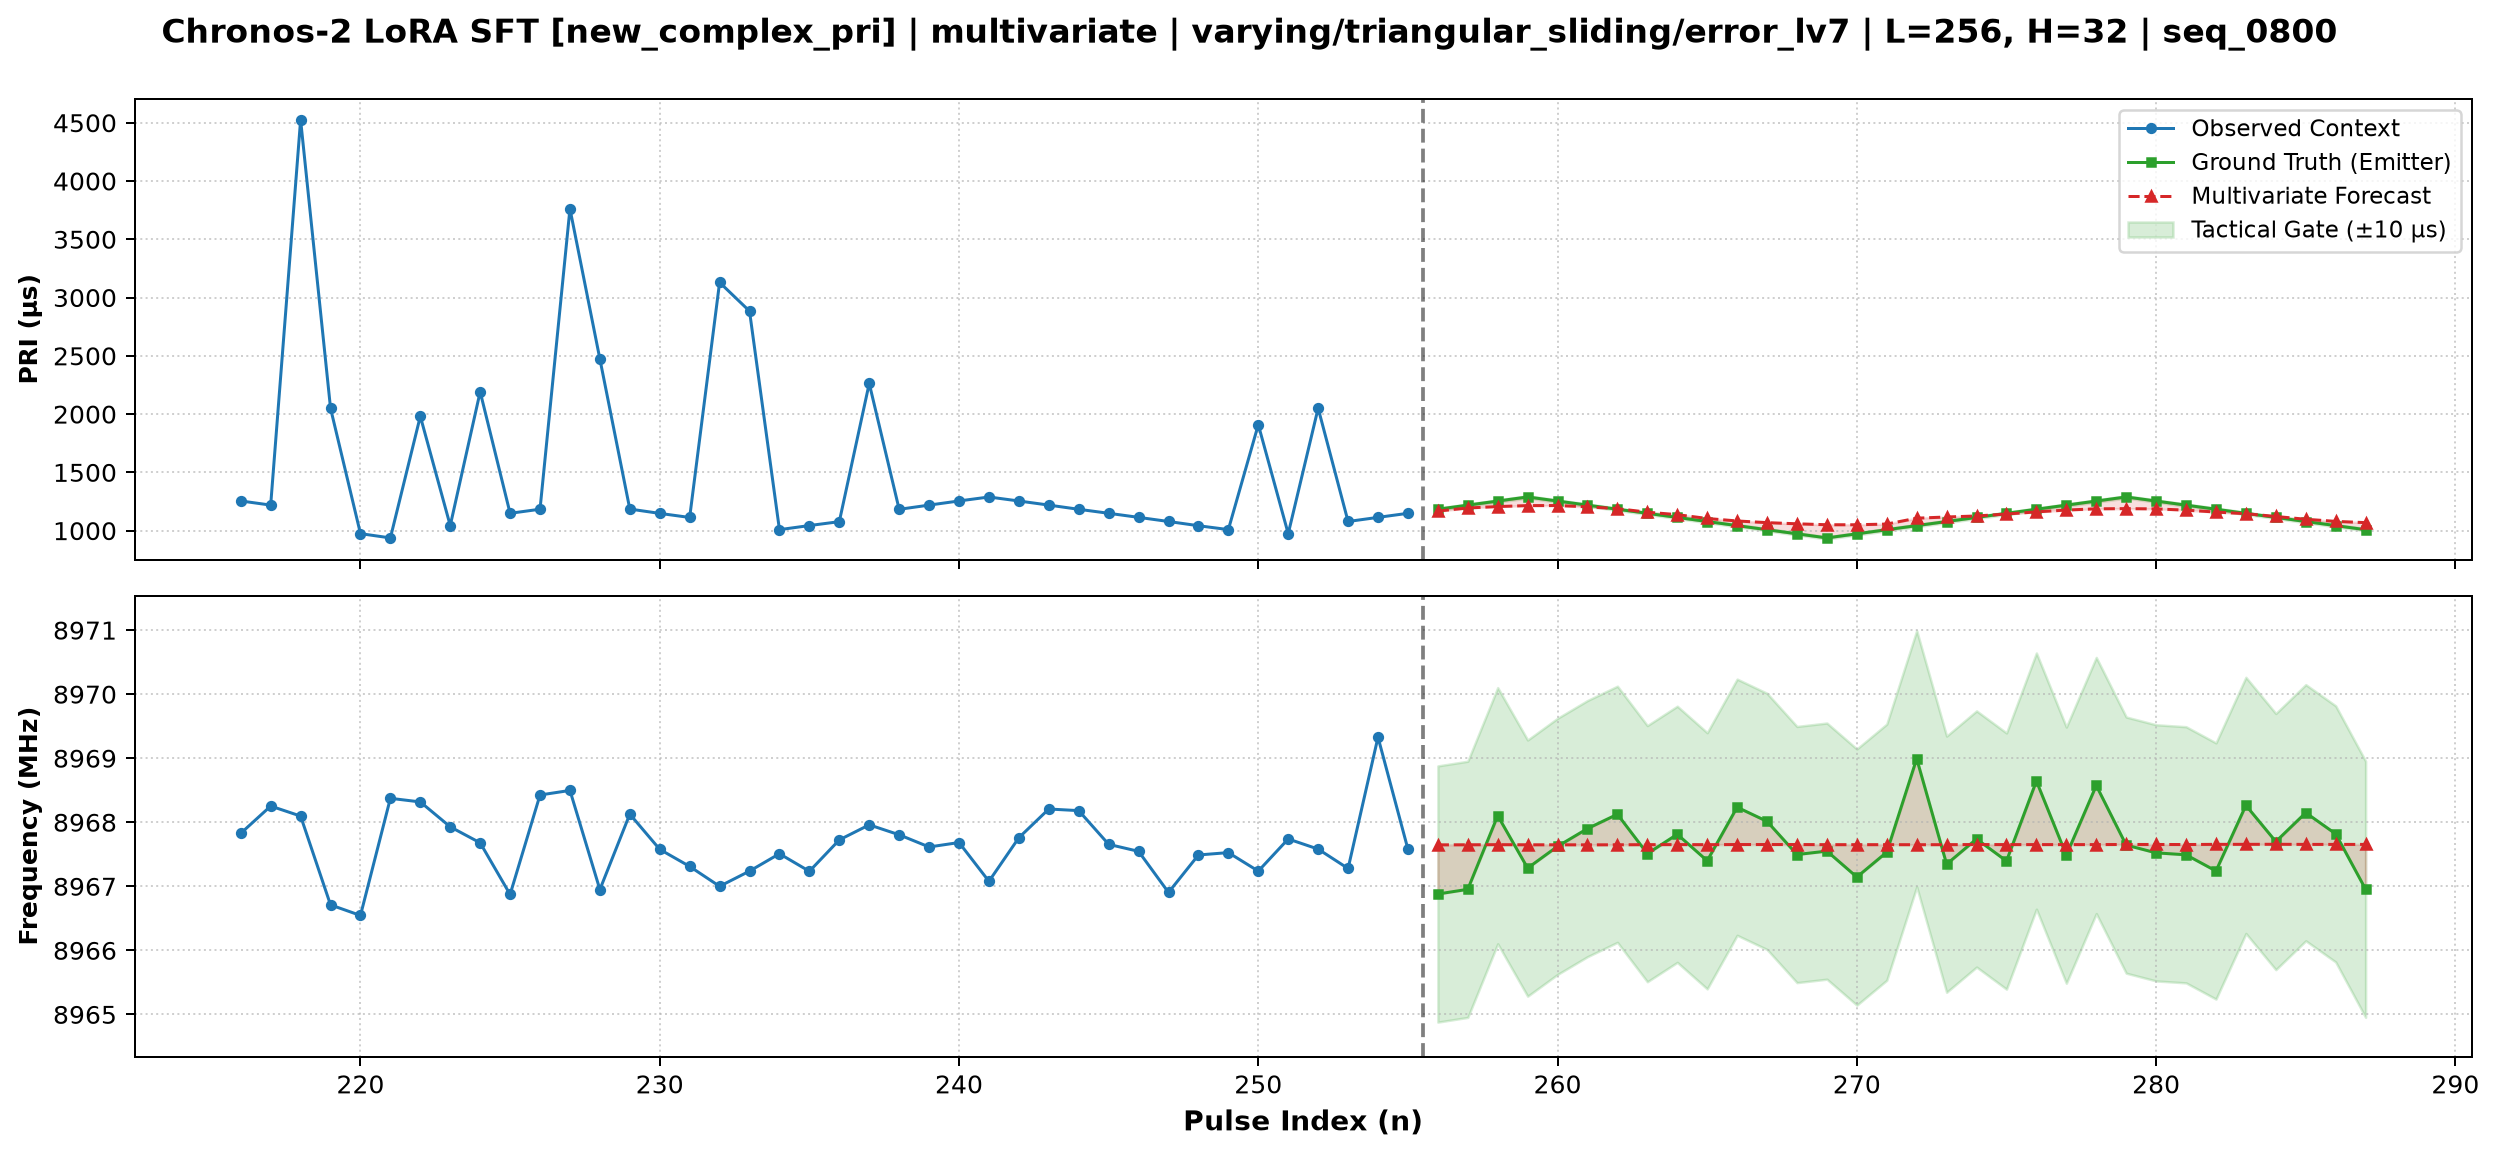 Chronos-2 LoRA SFT [new_complex_pri] | multivariate | varying/triangular_sliding/error_lv7 | L=256, H=32 | seq_0800
4500
4000
3500
3000
2500
2000
1500
1000
PRI (µs)
Observed Context
Ground Truth (Emitter)
Multivariate Forecast
Tactical Gate (±10 µs)
8971
8970
8969
8968
8967
8966
8965
Frequency (MHz)
220
230
240
250
260
270
280
290
Pulse Index (n)